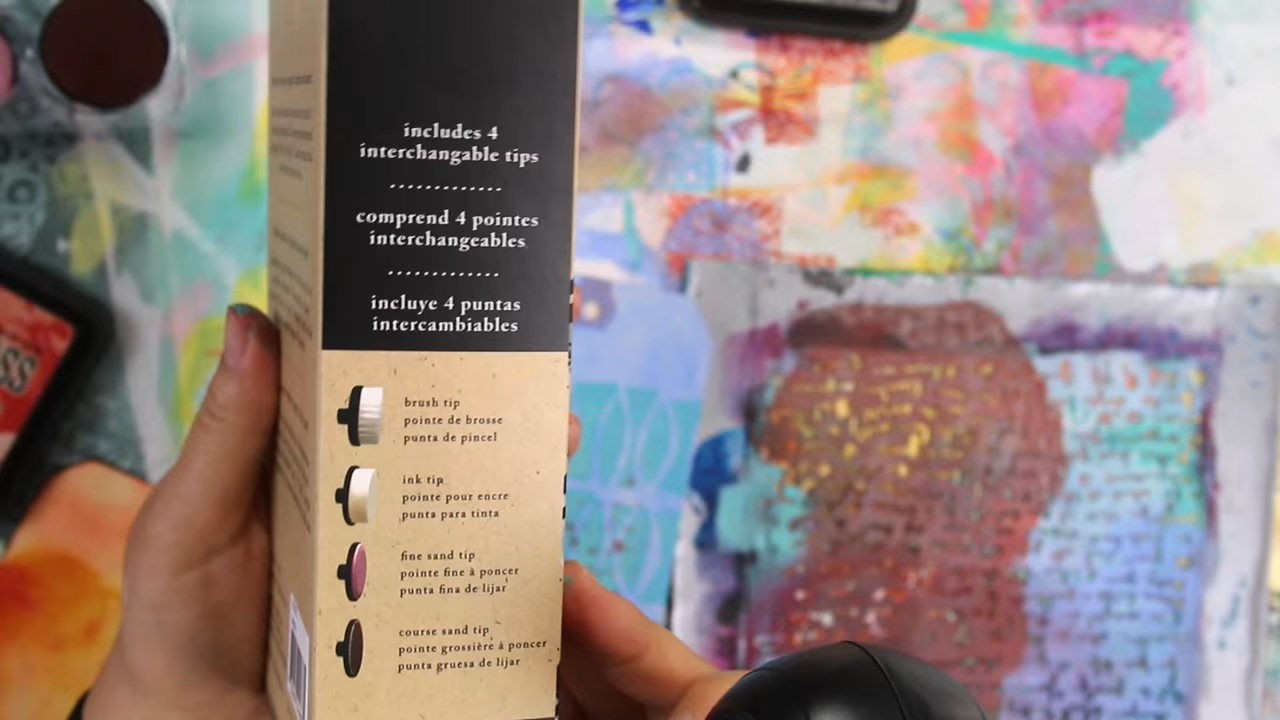 includes 4
interchangable tips
comprend 4 pointes
interchangeables
incluye 4 puntas
intercambiables
brush tip
pointe de brosse
punta de pincel
ink tip
pointe pour encre
punta para tinta
fine sand tip
pointe fine à poncer
punta fina de lijar
course sand tip
pointe grossière à poncer
punta gruesa de lijar